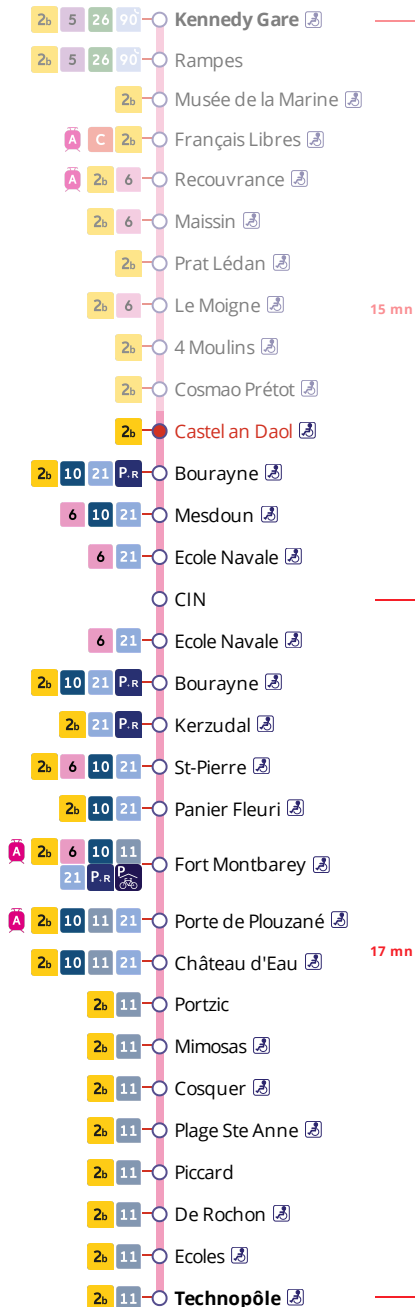 2b 5 26 90 Kennedy Gare
2b 5 26 90 Rampes
2b Musée de la Marine
A C 2b Français Libres
A 2b 6 Recouvrance
2b 6 Maissin
2b Prat Lédan
2b 6 Le Moigne
15 mn
2b 4 Moulins
2b Cosmao Prétot
2b Castel an Daol
2b 10 21 P.R Bourayne
6 10 21 Mesdoun
6 21 Ecole Navale
CIN
6 21 Ecole Navale
2b 10 21 P.R Bourayne
2b 21 P.R Kerzudal
2b 6 10 21 St-Pierre
2b 10 21 Panier Fleuri
A 2b 6 10 11
21 P.R P Fort Montbarey
A 2b 10 11 21 Porte de Plouzané
17 mn
2b 10 11 21 Château d'Eau
2b 11 Portzic
2b 11 Mimosas
2b 11 Cosquer
2b 11 Plage Ste Anne
2b 11 Piccard
2b 11 De Rochon
2b 11 Ecoles
2b 11 Technopôle